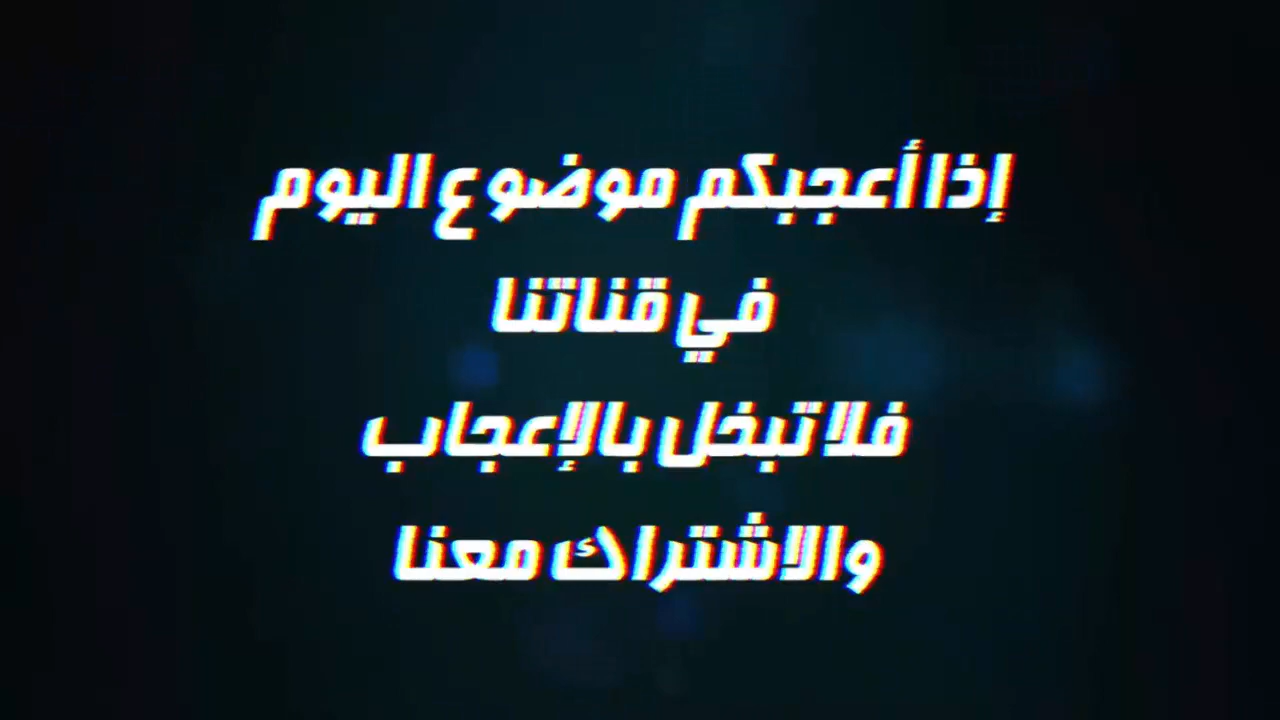 إذا أعجبكم موضوع اليوم
في قناتنا
فلا تبخل بالإعجاب
والاشتراك معنا